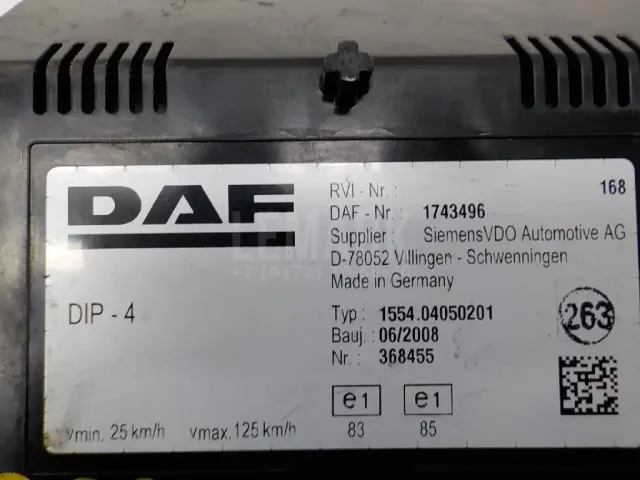 DAF
RVI - Nr. : 168
DAF- Nr. : 1743496
Supplier : SiemensVDO Automotive AG
D-78052 Villingen - Schwenningen
Made in Germany
DIP - 4
Typ : 1554.04050201
Bauj. : 06/2008
Nr. : 368455
263
e1 e1
83 85
vmin. 25 km/h vmax. 125 km/h